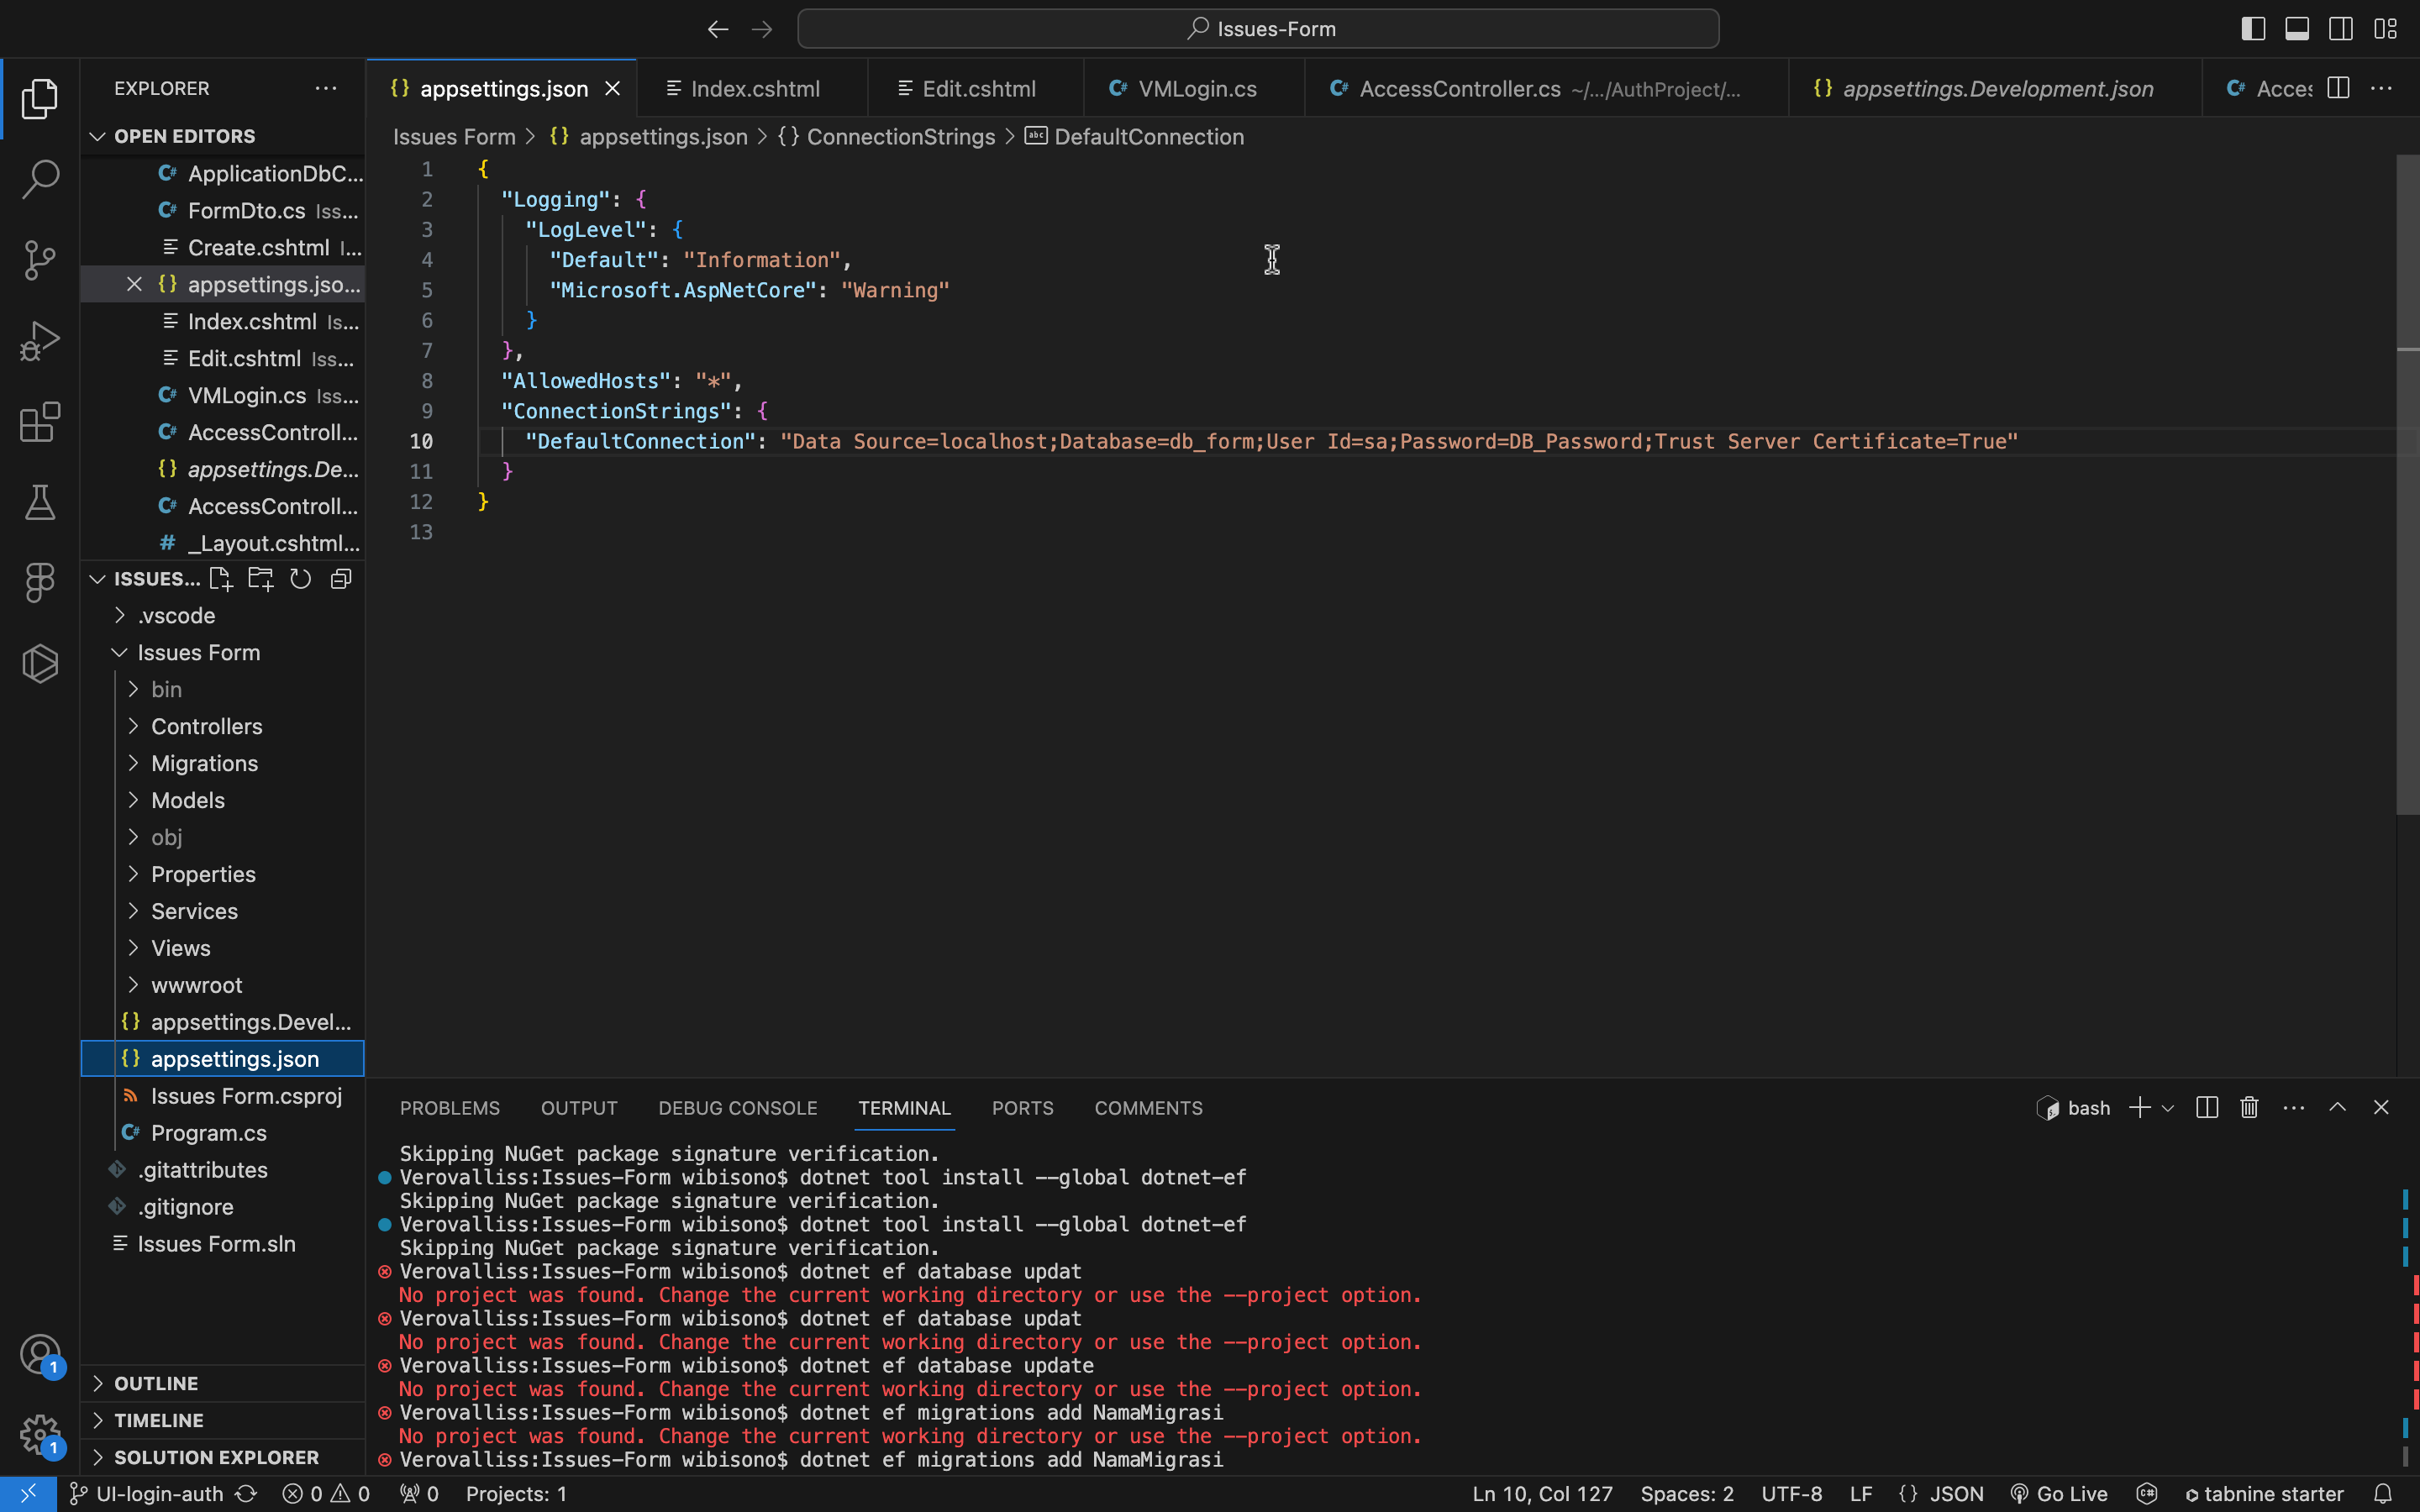 Issues-Form
EXPLORER
OPEN EDITORS
ApplicationDbC...
FormDto.cs Iss...
Create.cshtml I...
appsettings.jso...
Index.cshtml Is...
Edit.cshtml Iss...
VMLogin.cs Iss...
AccessControll...
appsettings.De...
AccessControll...
_Layout.cshtml...
ISSUES...
.vscode
Issues Form
bin
Controllers
Migrations
Models
obj
Properties
Services
Views
wwwroot
appsettings.Devel...
appsettings.json
Issues Form.csproj
Program.cs
.gitattributes
.gitignore
Issues Form.sln
OUTLINE
TIMELINE
SOLUTION EXPLORER
appsettings.json Index.cshtml Edit.cshtml VMLogin.cs AccessController.cs ~/.../AuthProject/... appsettings.Development.json Acces
Issues Form > {} appsettings.json > {} ConnectionStrings > abc DefaultConnection
1 {
2 "Logging": {
3 "LogLevel": {
4 "Default": "Information",
5 "Microsoft.AspNetCore": "Warning"
6 }
7 },
8 "AllowedHosts": "*",
9 "ConnectionStrings": {
10 "DefaultConnection": "Data Source=localhost;Database=db_form;User Id=sa;Password=DB_Password;Trust Server Certificate=True"
11 }
12 }
13
PROBLEMS OUTPUT DEBUG CONSOLE TERMINAL PORTS COMMENTS bash
Skipping NuGet package signature verification.
Verovalliss:Issues-Form wibisono$ dotnet tool install --global dotnet-ef
Skipping NuGet package signature verification.
Verovalliss:Issues-Form wibisono$ dotnet tool install --global dotnet-ef
Skipping NuGet package signature verification.
Verovalliss:Issues-Form wibisono$ dotnet ef database updat
No project was found. Change the current working directory or use the --project option.
Verovalliss:Issues-Form wibisono$ dotnet ef database updat
No project was found. Change the current working directory or use the --project option.
Verovalliss:Issues-Form wibisono$ dotnet ef database update
No project was found. Change the current working directory or use the --project option.
Verovalliss:Issues-Form wibisono$ dotnet ef migrations add NamaMigrasi
No project was found. Change the current working directory or use the --project option.
Verovalliss:Issues-Form wibisono$ dotnet ef migrations add NamaMigrasi
1
1
UI-login-auth 0 0 0 Projects: 1 Ln 10, Col 127 Spaces: 2 UTF-8 LF {} JSON Go Live tabnine starter